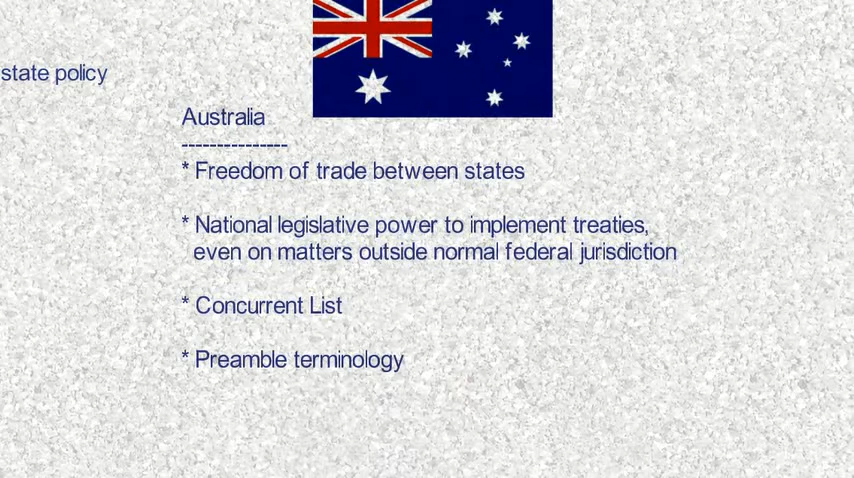 state policy
Australia
---------------
* Freedom of trade between states
* National legislative power to implement treaties,
even on matters outside normal federal jurisdiction
* Concurrent List
* Preamble terminology